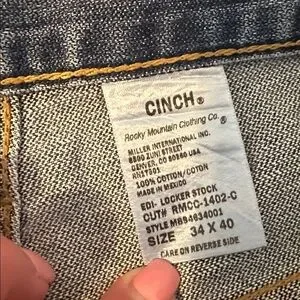 CINCH®
Rocky Mountain Clothing Co.®
MILLER INTERNATIONAL INC.
8500 ZUNI STREET
DENVER, CO 80260 USA
RN37501
100% COTTON/COTON
MADE IN MEXICO
EDI- LOCKER STOCK
CUT# RMCC-1402-C
STYLE MB94634001
SIZE 34 X 40
CARE ON REVERSE SIDE